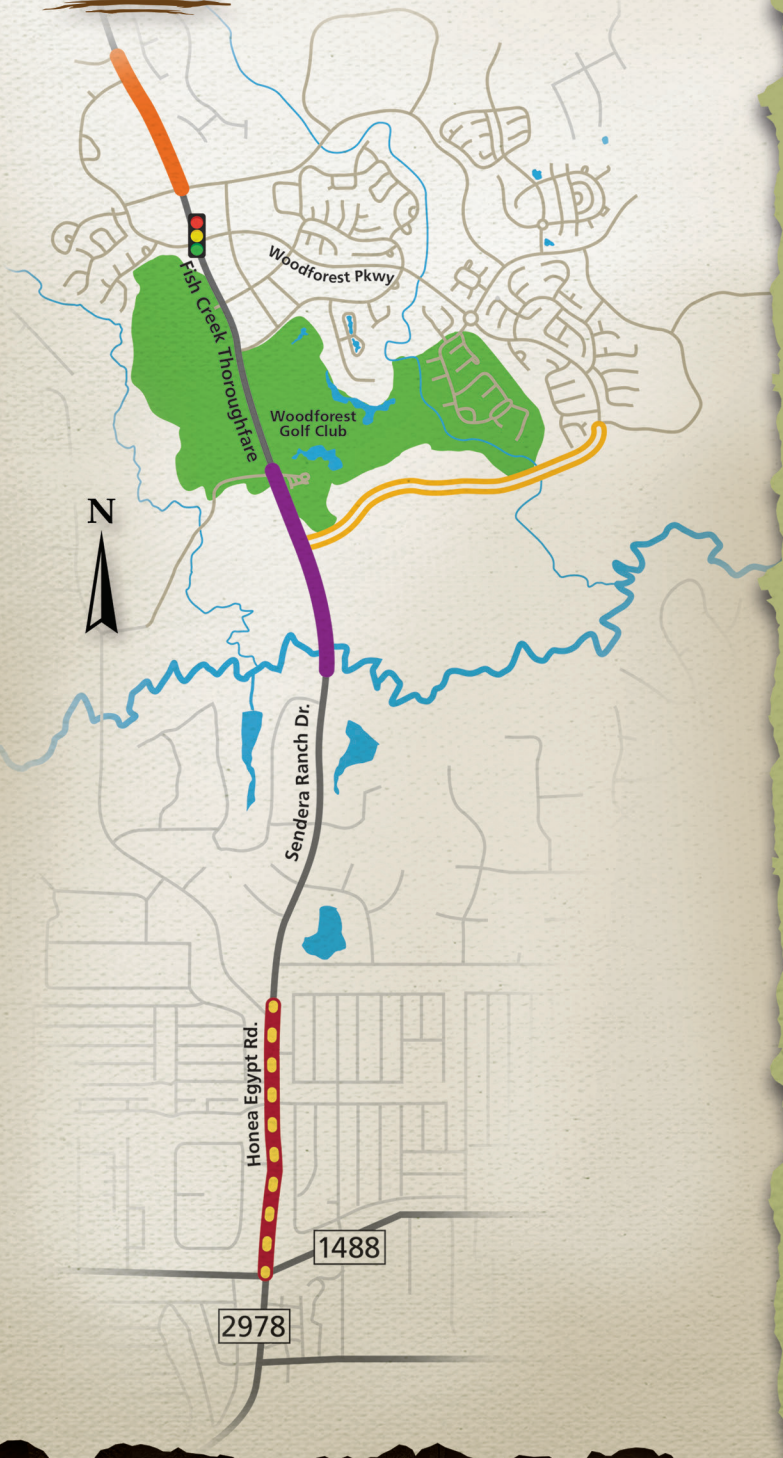 Woodforest Pkwy
Fish Creek Thoroughfare
Woodforest
Golf Club
N
Sendera Ranch Dr.
Honea Egypt Rd.
1488
2978